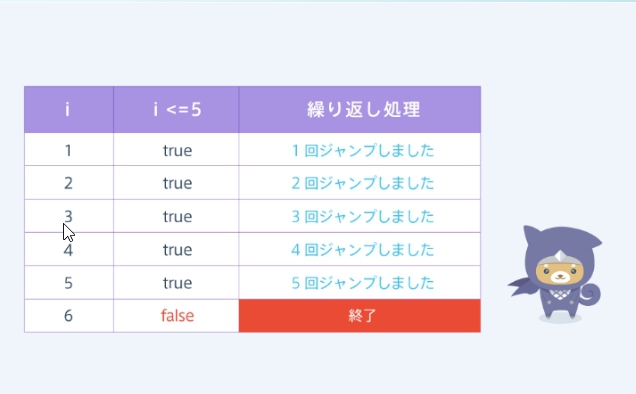 i i <=5 繰り返し処理
1 true 1 回ジャンプしました
2 true 2 回ジャンプしました
3 true 3 回ジャンプしました
4 true 4 回ジャンプしました
5 true 5 回ジャンプしました
6 false 終了